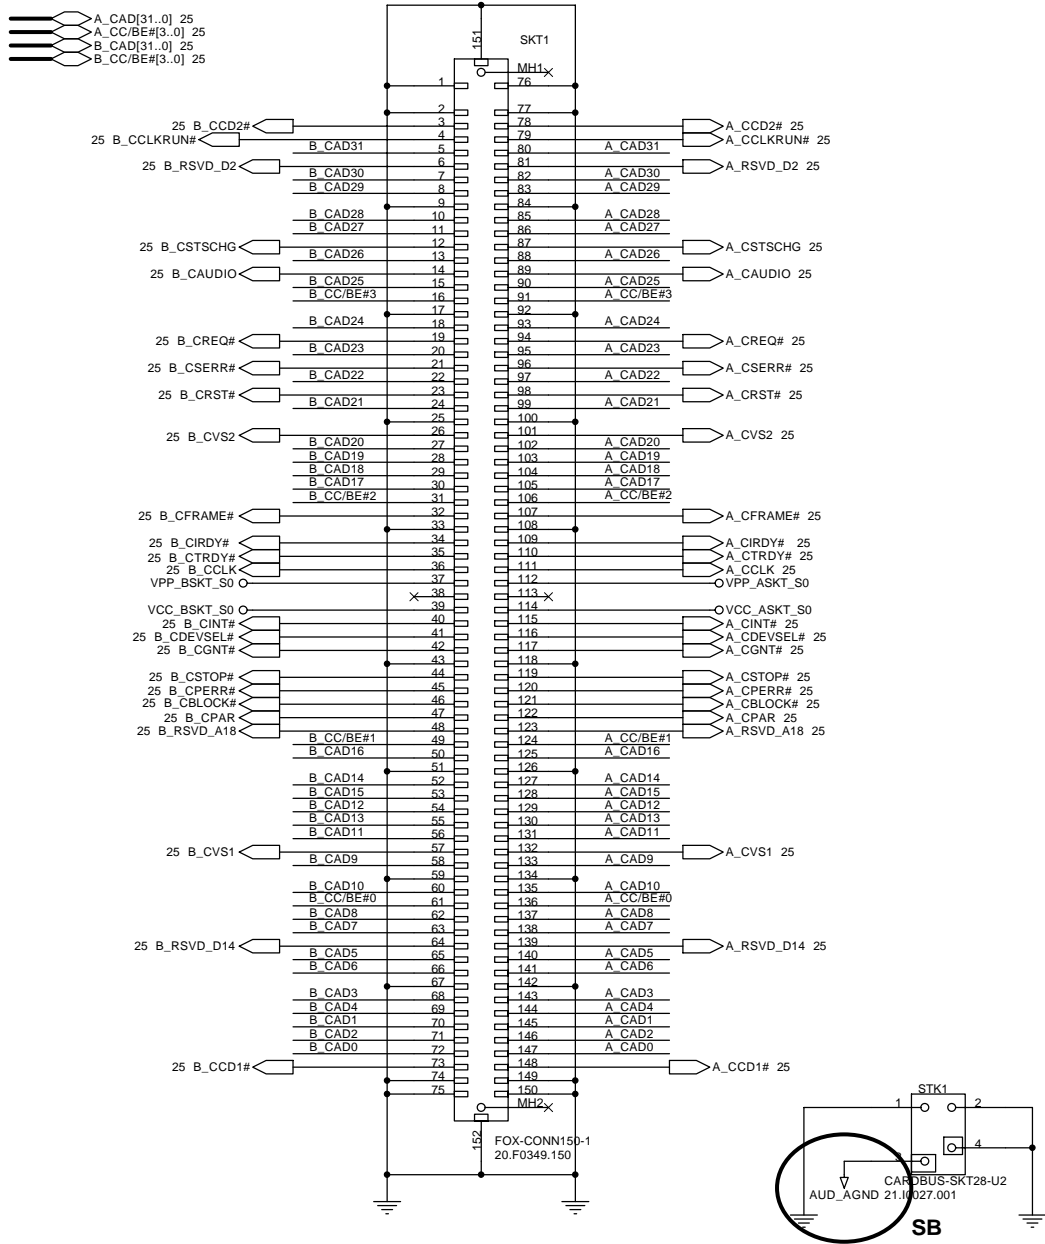 A_CAD[31..0] 25
A_CC/BE#[3..0] 25
B_CAD[31..0] 25
B_CC/BE#[3..0] 25
151
SKT1
MH1
1 76
2 77
25 B_CCD2# 3 78 A_CCD2# 25
25 B_CCLKRUN# 4 79 A_CCLKRUN# 25
B_CAD31 5 80 A_CAD31
25 B_RSVD_D2 6 81 A_RSVD_D2 25
B_CAD30 7 82 A_CAD30
B_CAD29 8 83 A_CAD29
9 84
B_CAD28 10 85 A_CAD28
B_CAD27 11 86 A_CAD27
25 B_CSTSCHG 12 87 A_CSTSCHG 25
B_CAD26 13 88 A_CAD26
25 B_CAUDIO 14 89 A_CAUDIO 25
B_CAD25 15 90 A_CAD25
B_CC/BE#3 16 91 A_CC/BE#3
17 92
B_CAD24 18 93 A_CAD24
25 B_CREQ# 19 94 A_CREQ# 25
B_CAD23 20 95 A_CAD23
25 B_CSERR# 21 96 A_CSERR# 25
B_CAD22 22 97 A_CAD22
25 B_CRST# 23 98 A_CRST# 25
B_CAD21 24 99 A_CAD21
25 100
25 B_CVS2 26 101 A_CVS2 25
B_CAD20 27 102 A_CAD20
B_CAD19 28 103 A_CAD19
B_CAD18 29 104 A_CAD18
B_CAD17 30 105 A_CAD17
B_CC/BE#2 31 106 A_CC/BE#2
25 B_CFRAME# 32 107 A_CFRAME# 25
33 108
25 B_CIRDY# 34 109 A_CIRDY# 25
25 B_CTRDY# 35 110 A_CTRDY# 25
25 B_CCLK 36 111 A_CCLK 25
VPP_BSKT_S0 37 112 VPP_ASKT_S0
38 113
VCC_BSKT_S0 39 114 VCC_ASKT_S0
25 B_CINT# 40 115 A_CINT# 25
25 B_CDEVSEL# 41 116 A_CDEVSEL# 25
25 B_CGNT# 42 117 A_CGNT# 25
43 118
25 B_CSTOP# 44 119 A_CSTOP# 25
25 B_CPERR# 45 120 A_CPERR# 25
25 B_CBLOCK# 46 121 A_CBLOCK# 25
25 B_CPAR 47 122 A_CPAR 25
25 B_RSVD_A18 48 123 A_RSVD_A18 25
B_CC/BE#1 49 124 A_CC/BE#1
B_CAD16 50 125 A_CAD16
51 126
B_CAD14 52 127 A_CAD14
B_CAD15 53 128 A_CAD15
B_CAD12 54 129 A_CAD12
B_CAD13 55 130 A_CAD13
B_CAD11 56 131 A_CAD11
25 B_CVS1 57 132 A_CVS1 25
B_CAD9 58 133 A_CAD9
59 134
B_CAD10 60 135 A_CAD10
B_CC/BE#0 61 136 A_CC/BE#0
B_CAD8 62 137 A_CAD8
B_CAD7 63 138 A_CAD7
25 B_RSVD_D14 64 139 A_RSVD_D14 25
B_CAD5 65 140 A_CAD5
B_CAD6 66 141 A_CAD6
67 142
B_CAD3 68 143 A_CAD3
B_CAD4 69 144 A_CAD4
B_CAD1 70 145 A_CAD1
B_CAD2 71 146 A_CAD2
B_CAD0 72 147 A_CAD0
25 B_CCD1# 73 148 A_CCD1# 25
74 149
75 150
MH2
152
FOX-CONN150-1
20.F0349.150
STK1
1 2
3 4
CARDBUS-SKT28-U2
AUD_AGND 21.I0027.001
SB